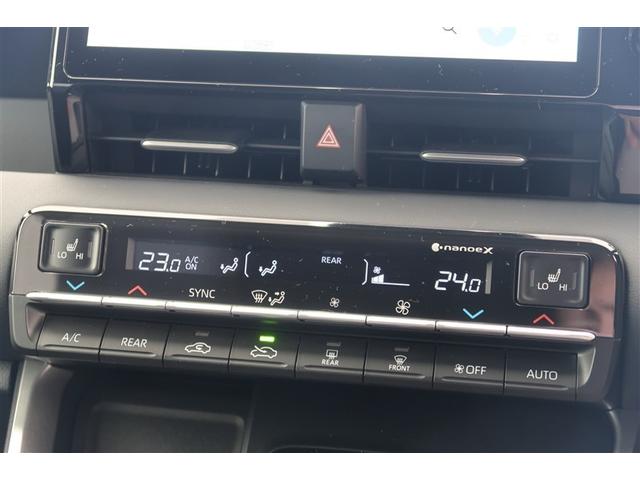 nanoeX
LO HI
23.0 A/C ON
REAR
24.0
LO HI
SYNC
A/C
REAR
REAR
FRONT
OFF
AUTO